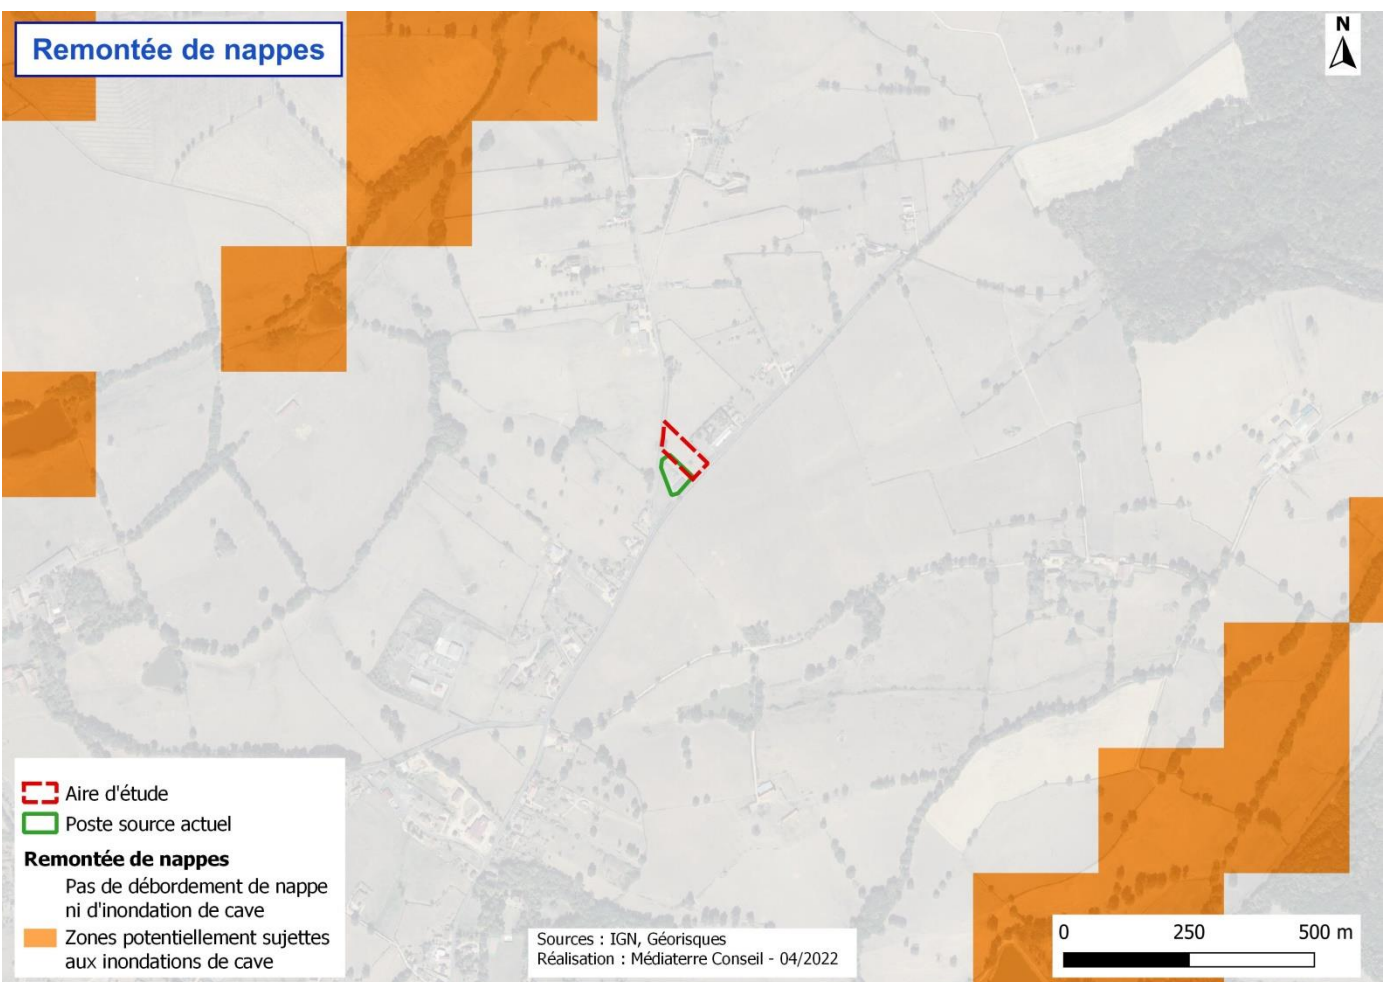 Remontée de nappes
N
Aire d'étude
Poste source actuel
Remontée de nappes
Pas de débordement de nappe
ni d'inondation de cave
Zones potentiellement sujettes
aux inondations de cave
Sources : IGN, Géorisques
Réalisation : Médiaterre Conseil - 04/2022
0 250 500 m